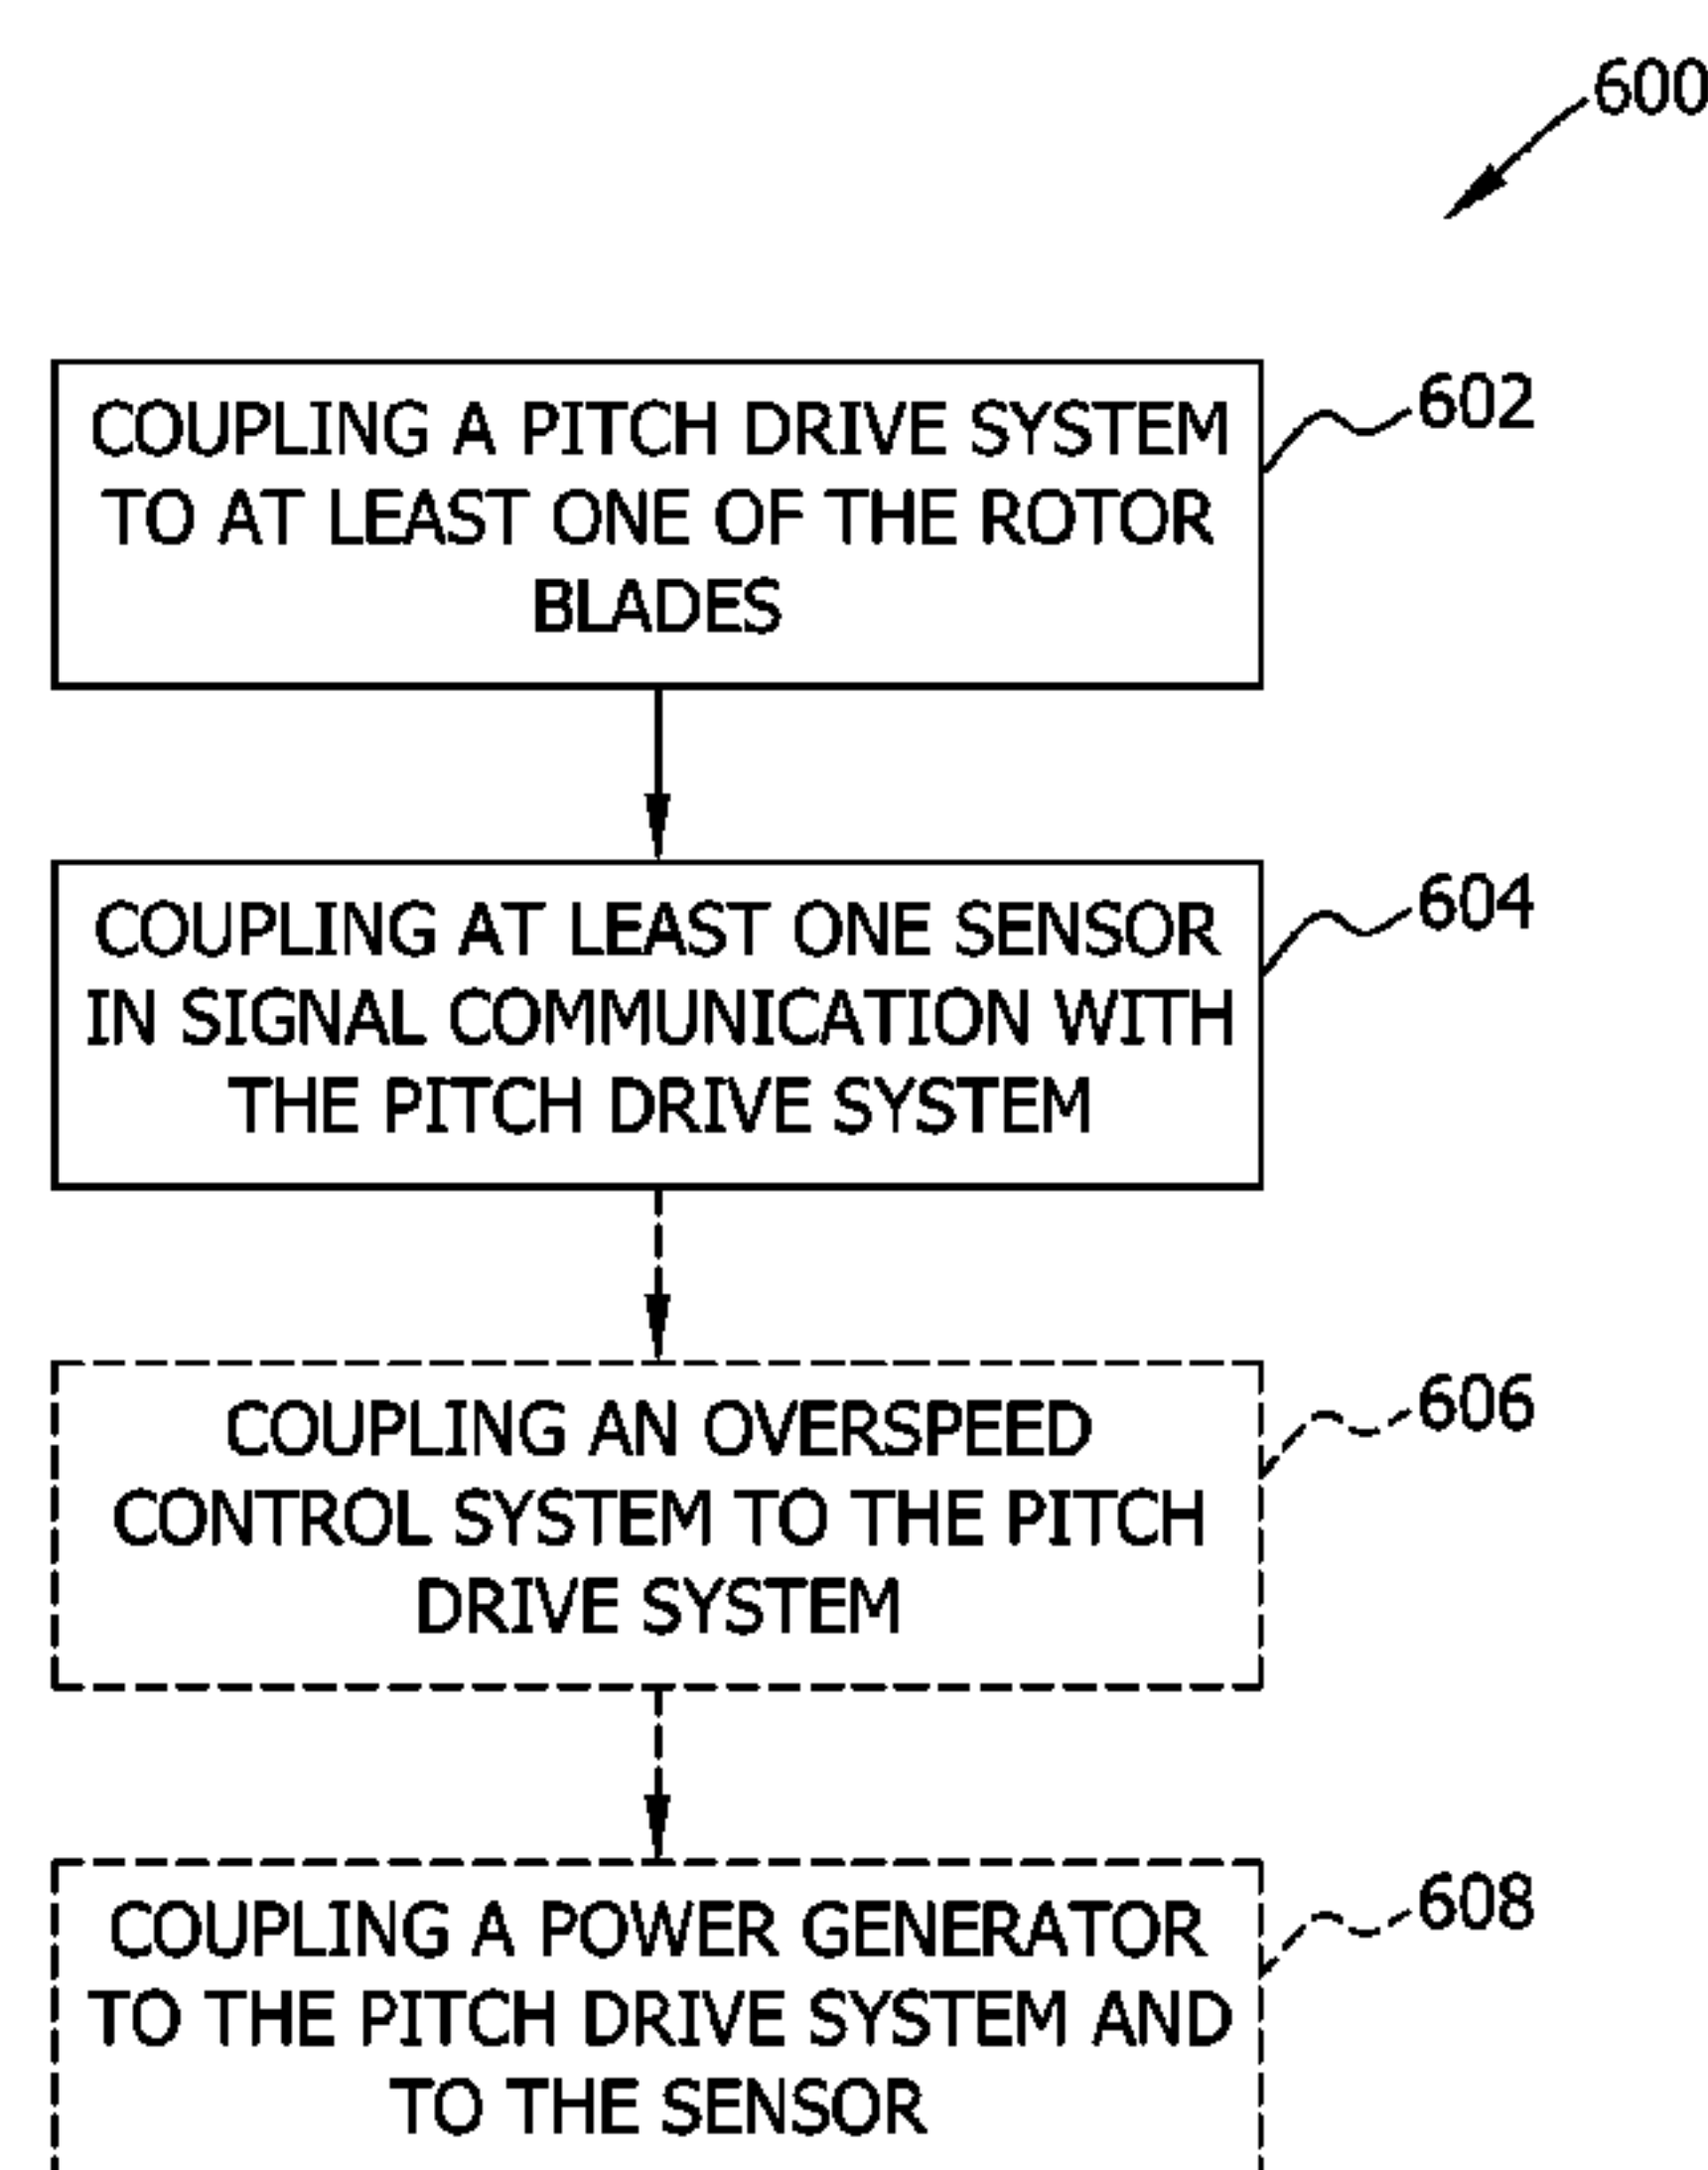 600
COUPLING A PITCH DRIVE SYSTEM
TO AT LEAST ONE OF THE ROTOR
BLADES
602
COUPLING AT LEAST ONE SENSOR
IN SIGNAL COMMUNICATION WITH
THE PITCH DRIVE SYSTEM
604
COUPLING AN OVERSPEED
CONTROL SYSTEM TO THE PITCH
DRIVE SYSTEM
606
COUPLING A POWER GENERATOR
TO THE PITCH DRIVE SYSTEM AND
TO THE SENSOR
608